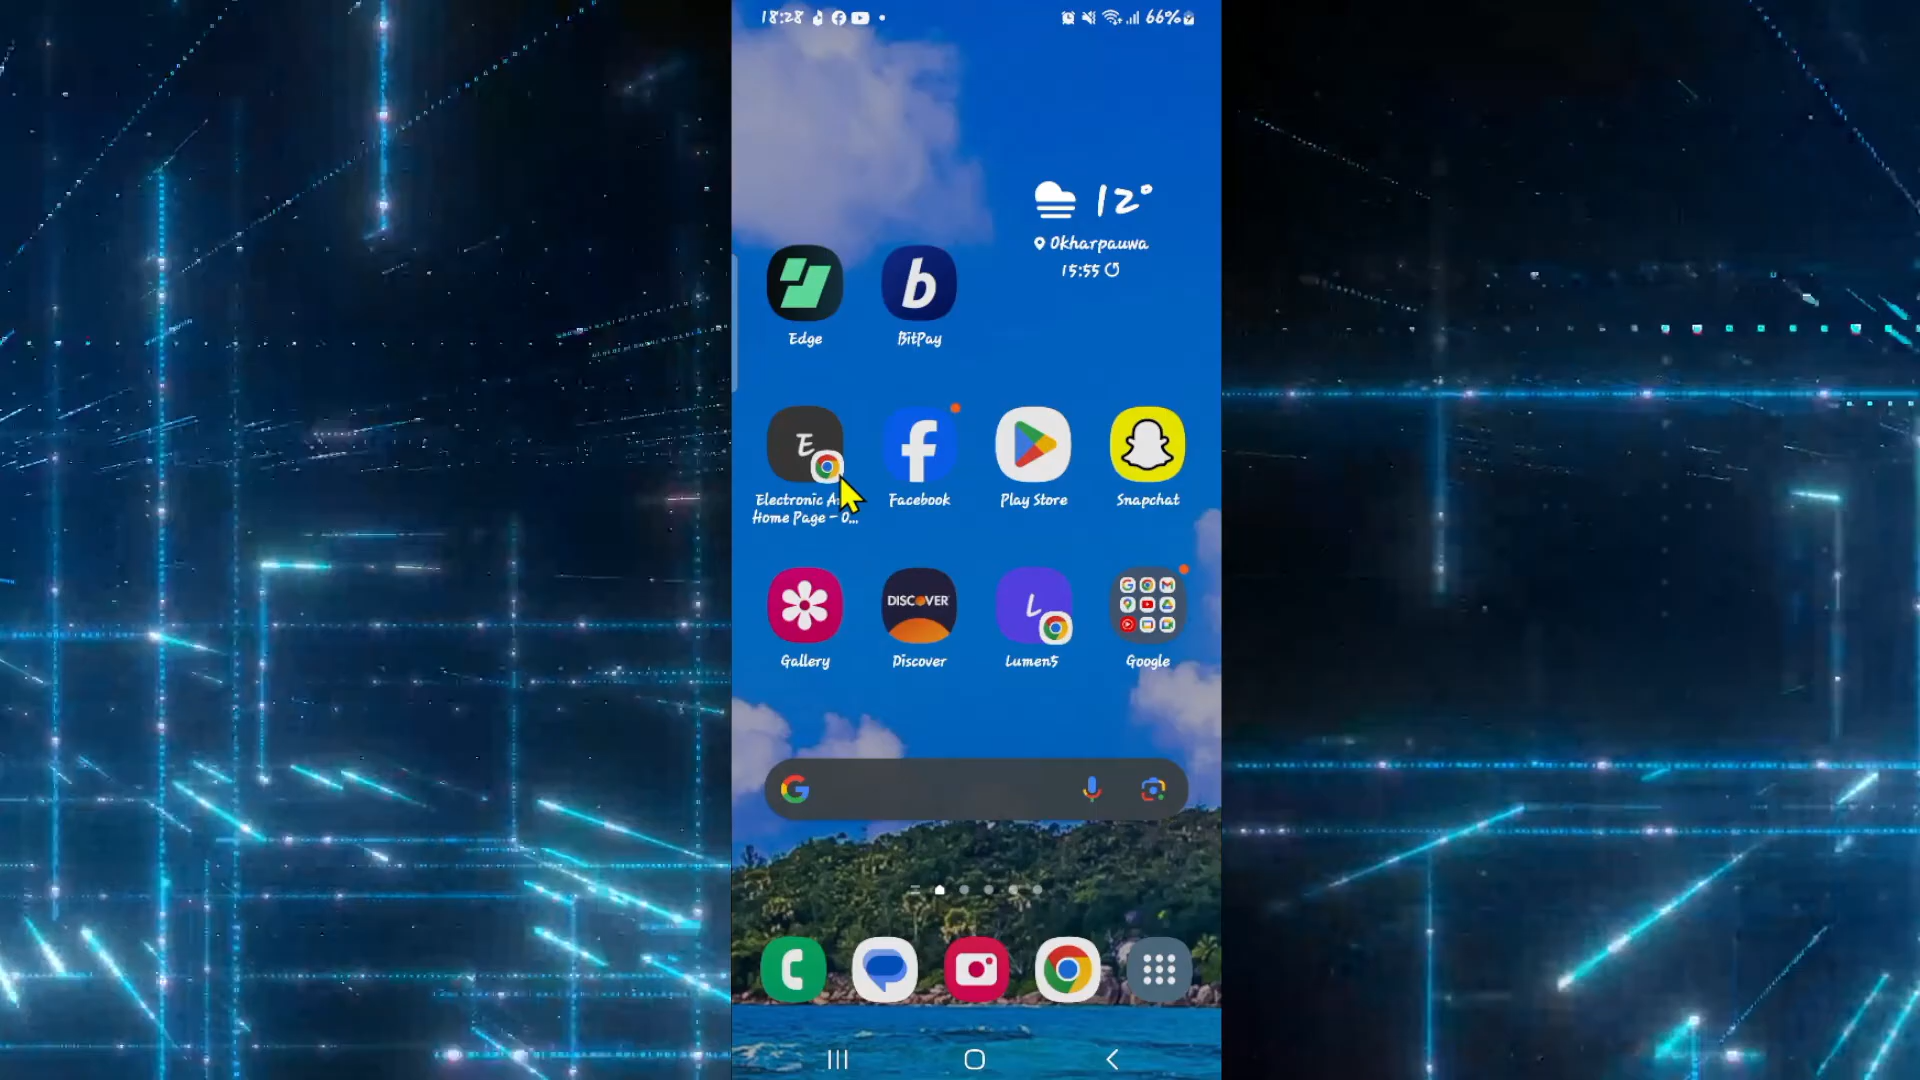 18:28
66%
12°
Okharpauwa
15:55
Edge
BitPay
Electronic A...
Home Page - O...
Facebook
Play Store
Snapchat
DISCOVER
Gallery
Discover
Lumen5
Google